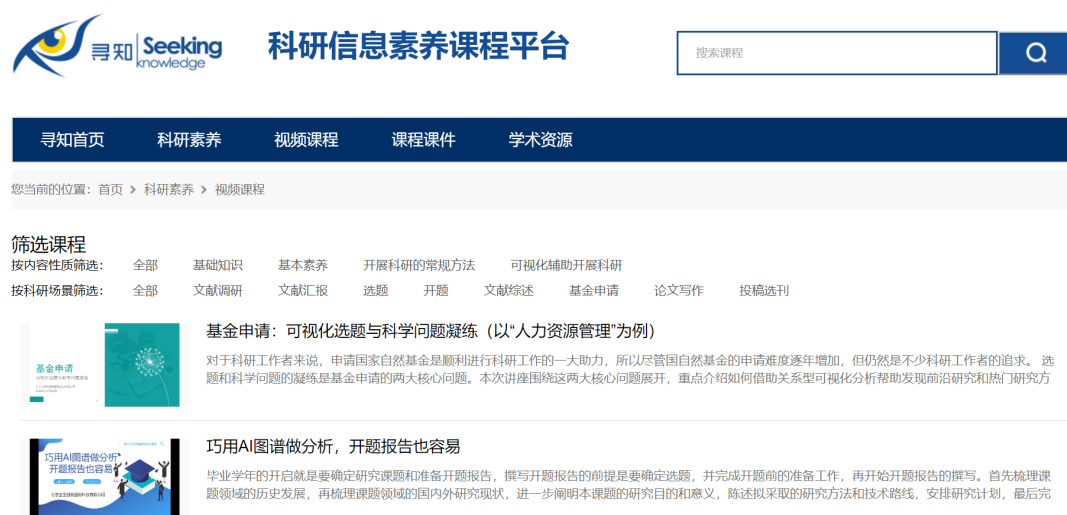 寻知 Seeking knowledge
科研信息素养课程平台
搜索课程
寻知首页 科研素养 视频课程 课程课件 学术资源
您当前的位置：首页 > 科研素养 > 视频课程
筛选课程
按内容性质筛选： 全部 基础知识 基本素养 开展科研的常规方法 可视化辅助开展科研
按科研场景筛选： 全部 文献调研 文献汇报 选题 开题 文献综述 基金申请 论文写作 投稿选刊
基金申请
基金申请：可视化选题与科学问题凝练（以“人力资源管理”为例）
对于科研工作者来说，申请国家自然基金是顺利进行科研工作的一大助力，所以尽管国自然基金的申请难度逐年增加，但仍然是不少科研工作者的追求。 选
题和科学问题的凝练是基金申请的两大核心问题。本次讲座围绕这两大核心问题展开，重点介绍如何借助关系型可视化分析帮助发现前沿研究和热门研究方
巧用AI图谱做分析
开题报告也容易
巧用AI图谱做分析，开题报告也容易
毕业学年的开启就是要确定研究课题和准备开题报告，撰写开题报告的前提是要确定选题，并完成开题前的准备工作，再开始开题报告的撰写。首先梳理课
题领域的历史发展，再梳理课题领域的国内外研究现状，进一步阐明本课题的研究目的和意义，陈述拟采取的研究方法和技术路线，安排研究计划，最后完